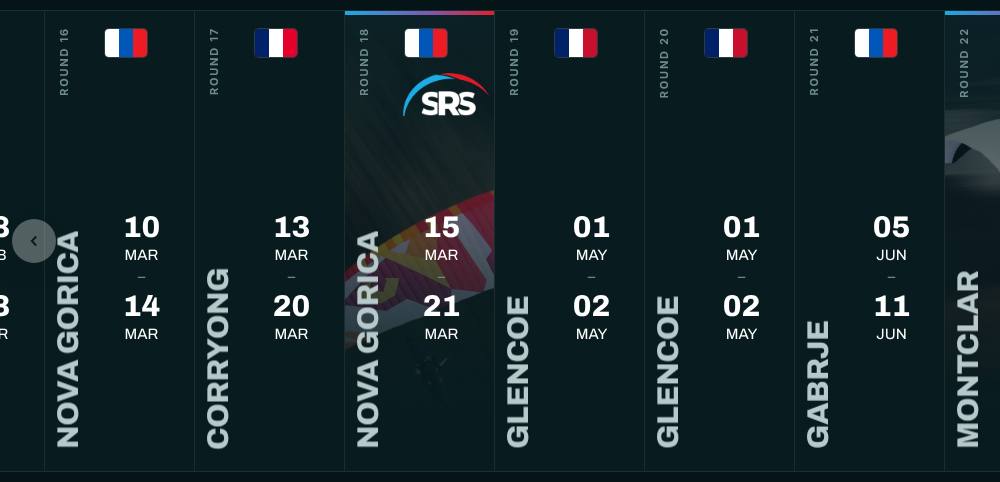 3
B
3
R
ROUND 16
10
MAR
–
14
MAR
NOVA GORICA
ROUND 17
13
MAR
–
20
MAR
CORRYONG
ROUND 18
SRS
15
MAR
–
21
MAR
NOVA GORICA
ROUND 19
01
MAY
–
02
MAY
GLENCOE
ROUND 20
01
MAY
–
02
MAY
GLENCOE
ROUND 21
05
JUN
–
11
JUN
GABRJE
ROUND 22
MONTCLAR